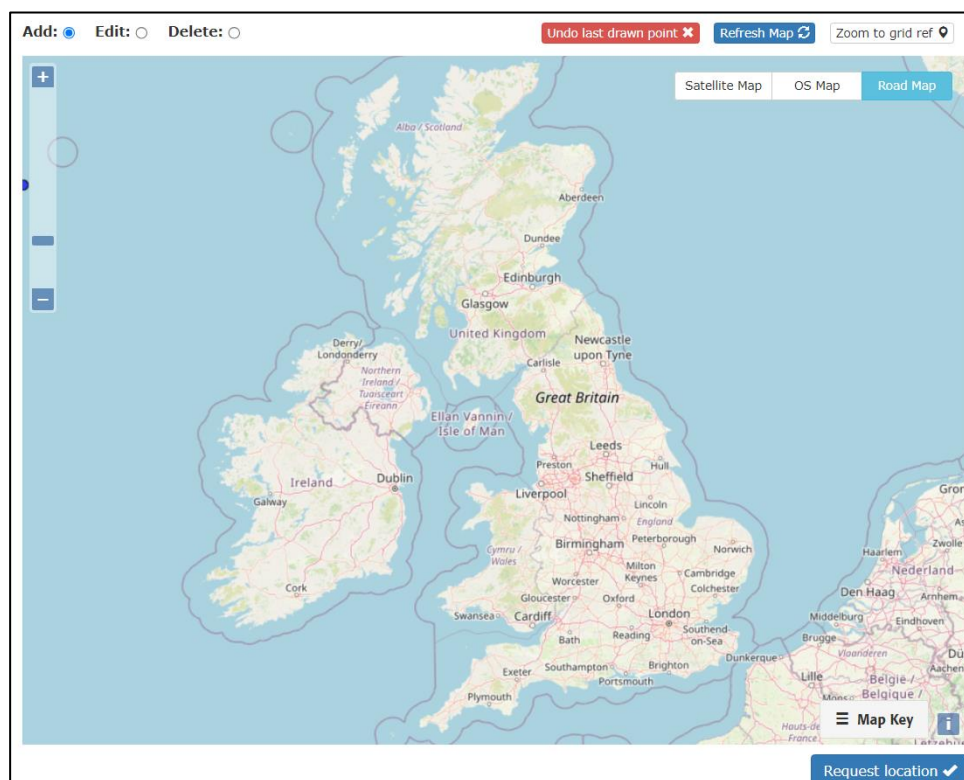 Add: Edit: Delete: Undo last drawn point Refresh Map Zoom to grid ref
Satellite Map OS Map Road Map
Alba / Scotland
Aberdeen
Dundee
Edinburgh
Glasgow
United Kingdom
Derry/
Londonderry
Newcastle
upon Tyne
Carlisle
Northern
Ireland /
Tuaisceart
Éireann
Great Britain
Ellan Vannin /
Isle of Man
Leeds
Preston
Hull
Ireland
Dublin
Sheffield
Galway
Liverpool
Lincoln
Nottingham
England
Cymru /
Wales
Birmingham
Peterborough
Norwich
Worcester
Milton
Keynes
Cambridge
Colchester
Cork
Gloucester
Oxford
Swansea
Cardiff
London
Bath
Reading
Southend
-on-Sea
Exeter
Southampton
Brighton
Portsmouth
Plymouth
Haarlem
Zwolle
Nederland
Den Haag
Arnhem
Middelburg
Eindhoven
Brugge
Dunkerque
Vlaanderen
Aachen
Lille
België /
Belgique /
Map Key
i
Request location